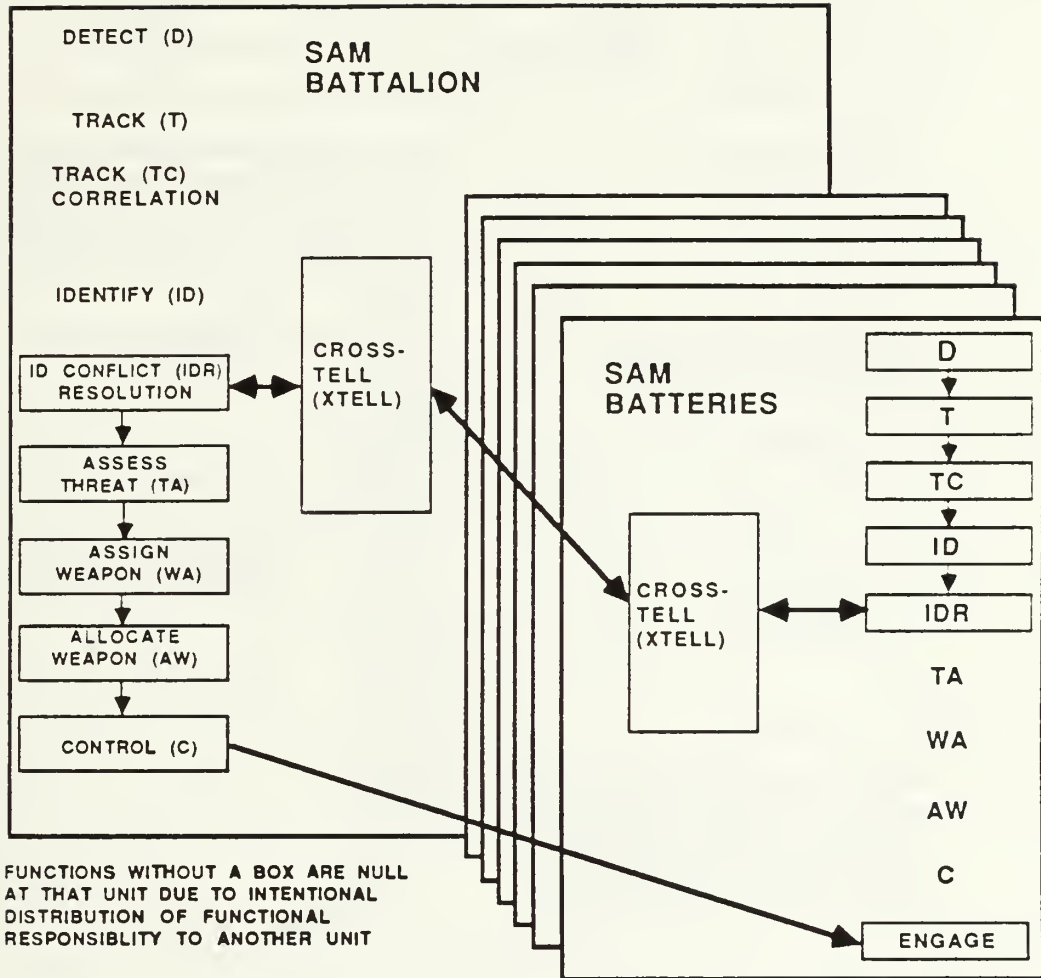 DETECT (D)
SAM
BATTALION
TRACK (T)
TRACK (TC)
CORRELATION
IDENTIFY (ID)
CROSS-
TELL
(XTELL)
ID CONFLICT (IDR)
RESOLUTION
ASSESS
THREAT (TA)
ASSIGN
WEAPON (WA)
ALLOCATE
WEAPON (AW)
CONTROL (C)
SAM
BATTERIES
D
T
TC
ID
IDR
CROSS-
TELL
(XTELL)
TA
WA
AW
C
ENGAGE
FUNCTIONS WITHOUT A BOX ARE NULL
AT THAT UNIT DUE TO INTENTIONAL
DISTRIBUTION OF FUNCTIONAL
RESPONSIBLITY TO ANOTHER UNIT